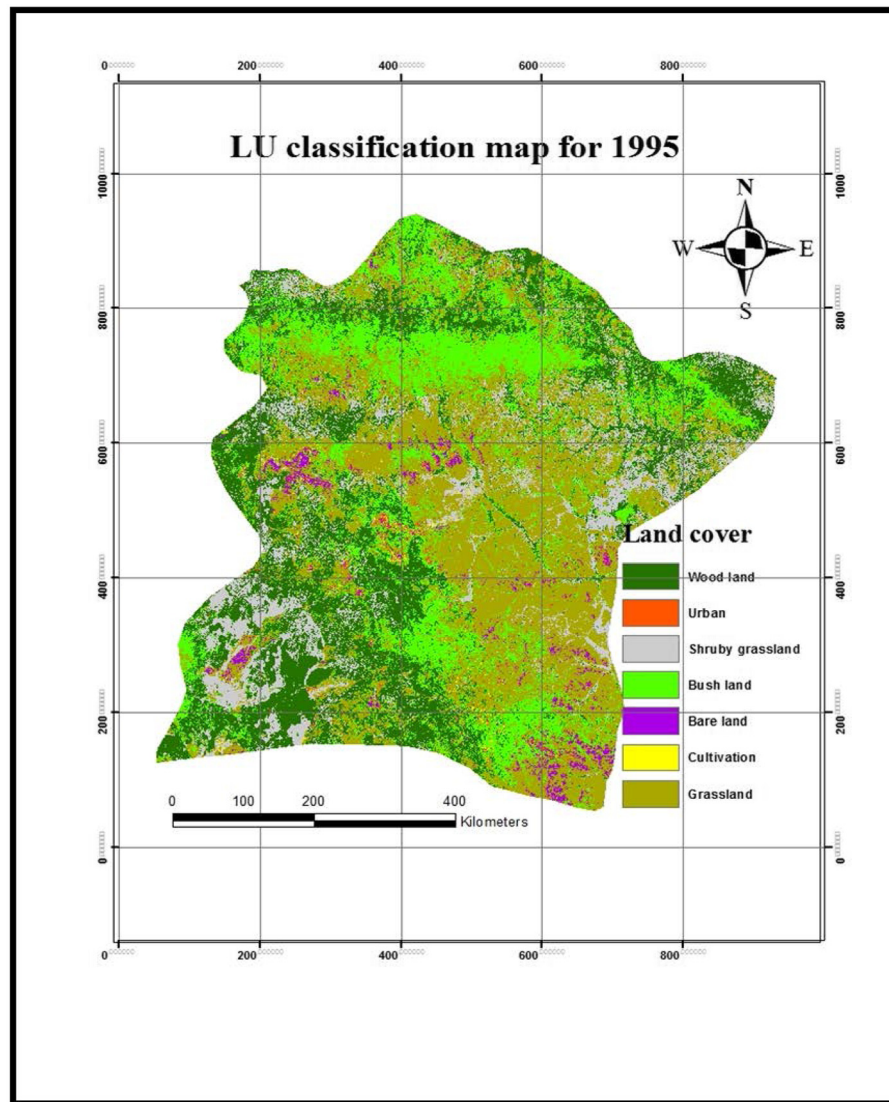 0 200 400 600 800
LU classification map for 1995
N
W E
S
1000 1000
800 800
600 600
Land cover
Wood land
400 400
Urban
Shruby grassland
Bush land
200 200
Bare land
Cultivation
Grassland
0 100 200 400
Kilometers
0 0
0 200 400 600 800